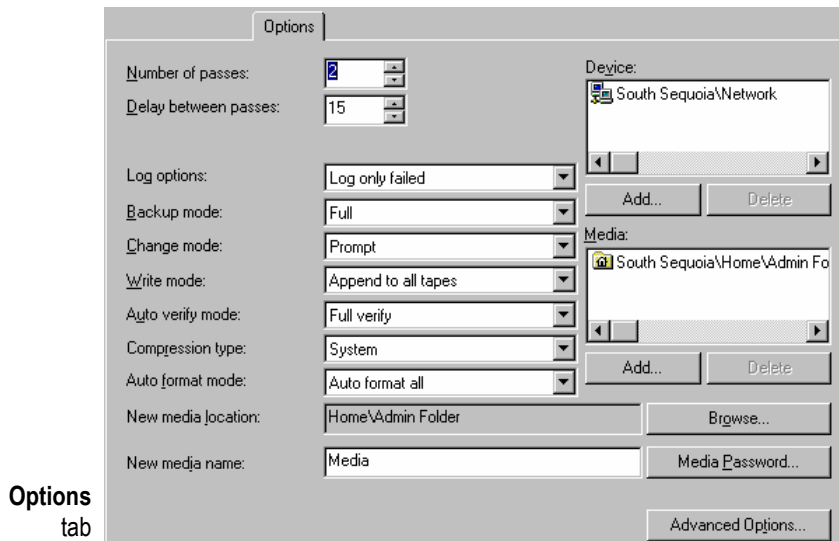 Options
Number of passes: 2
Delay between passes: 15
Log options: Log only failed
Backup mode: Full
Change mode: Prompt
Write mode: Append to all tapes
Auto verify mode: Full verify
Compression type: System
Auto format mode: Auto format all
New media location: Home\Admin Folder
New media name: Media
Device:
South Sequoia\Network
Add... Delete
Media:
South Sequoia\Home\Admin Fo
Add... Delete
Browse...
Media Password...
Advanced Options...
Options
tab